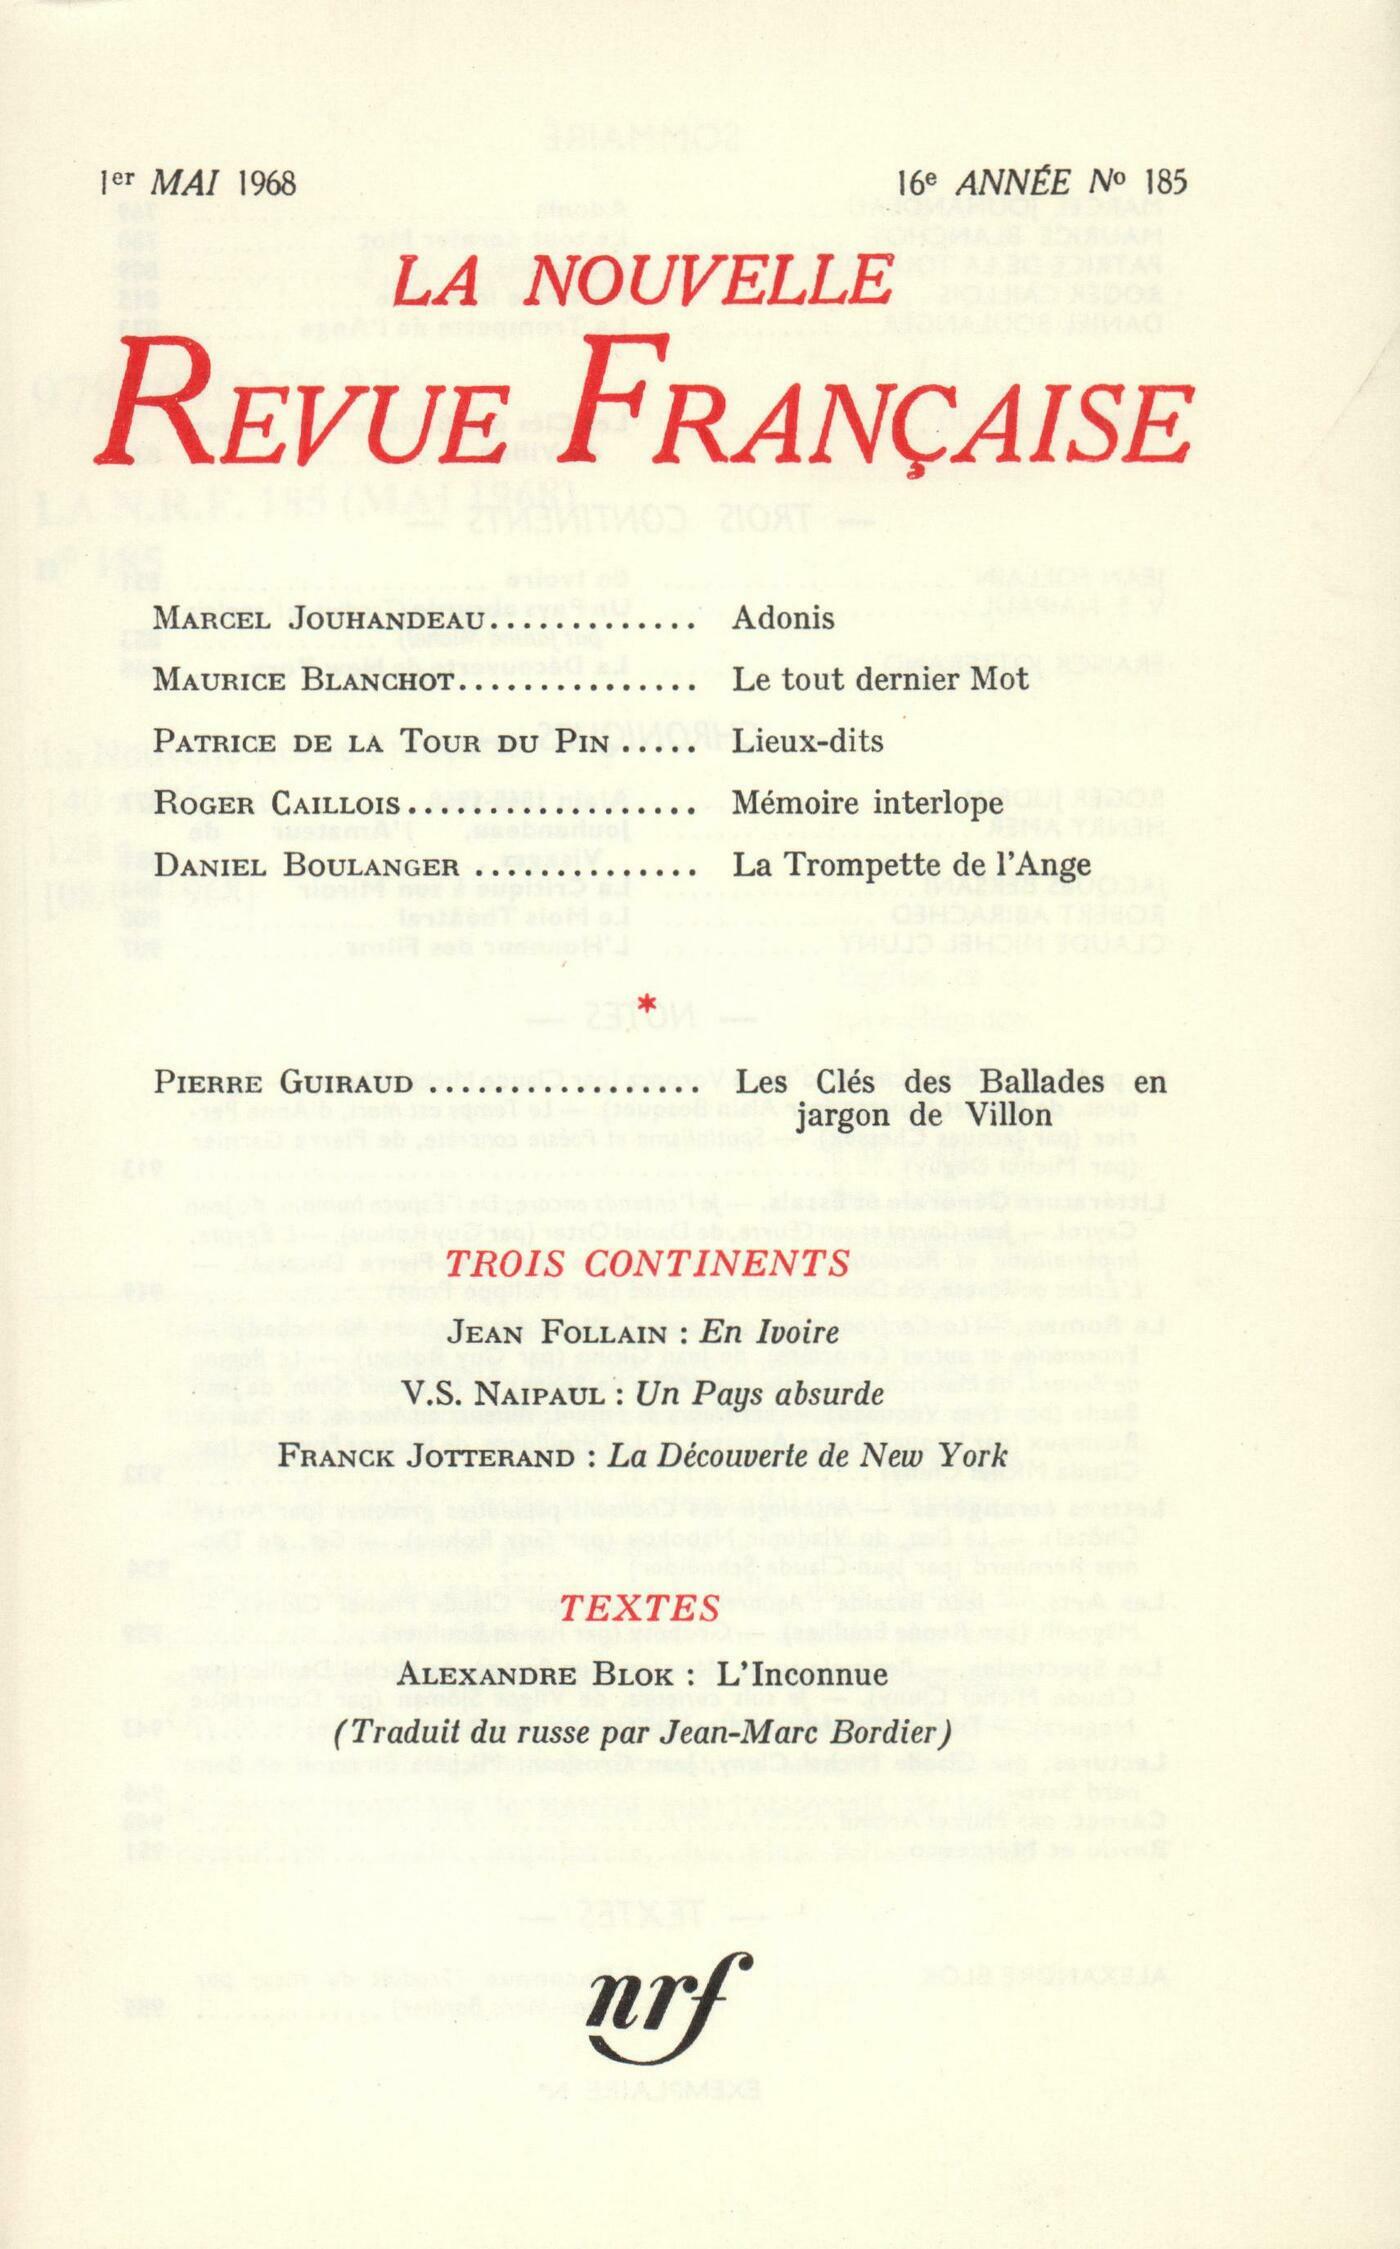 1er MAI 1968
16e ANNÉE No 185
LA NOUVELLE
REVUE FRANÇAISE
MARCEL JOUHANDEAU............. Adonis
MAURICE BLANCHOT............... Le tout dernier Mot
PATRICE DE LA TOUR DU PIN ..... Lieux-dits
ROGER CAILLOIS.................. Mémoire interlope
DANIEL BOULANGER .............. La Trompette de l'Ange
*
PIERRE GUIRAUD ................. Les Clés des Ballades en
jargon de Villon
TROIS CONTINENTS
JEAN FOLLAIN : En Ivoire
V.S. NAIPAUL : Un Pays absurde
FRANCK JOTTERAND : La Découverte de New York
TEXTES
ALEXANDRE BLOK : L'Inconnue
(Traduit du russe par Jean-Marc Bordier)
nrf